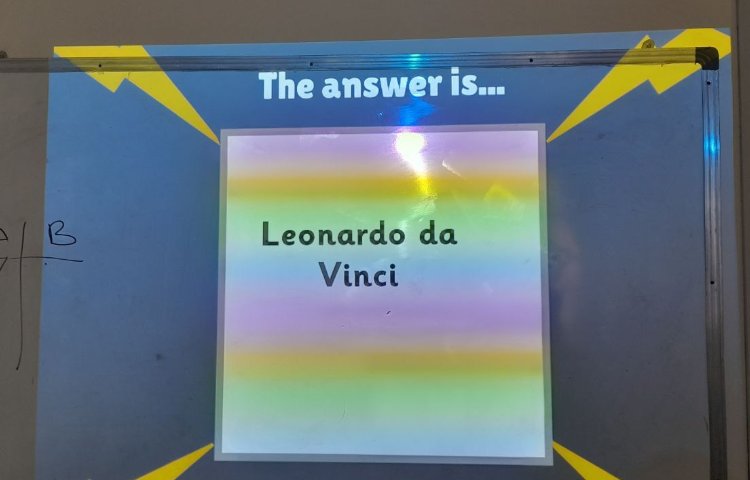 The answer is...
B
Leonardo da
Vinci